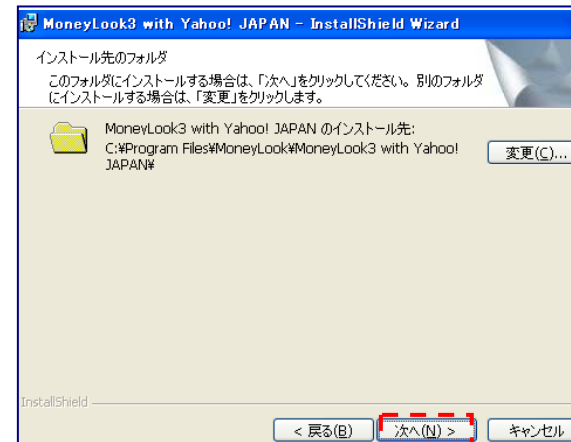 MoneyLook3 with Yahoo! JAPAN - InstallShield Wizard
インストール先のフォルダ
このフォルダにインストールする場合は、「次へ」をクリックしてください。別のフォルダ
にインストールする場合は、「変更」をクリックします。
MoneyLook3 with Yahoo! JAPAN のインストール先:
C:¥Program Files¥MoneyLook¥MoneyLook3 with Yahoo!
JAPAN¥
変更(C)...
InstallShield
< 戻る(B)
次へ(N) >
キャンセル